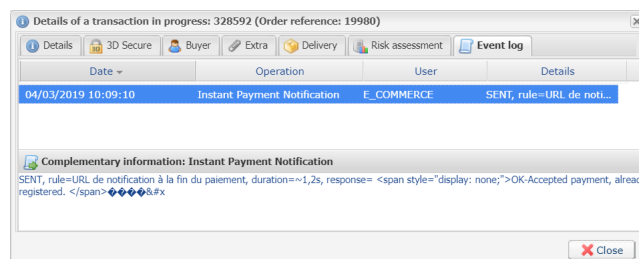 Details of a transaction in progress: 328592 (Order reference: 19980)
Details 3D Secure Buyer Extra Delivery Risk assessment Event log
Date Operation User Details
04/03/2019 10:09:10 Instant Payment Notification E_COMMERCE SENT, rule=URL de noti...
Complementary information: Instant Payment Notification
SENT, rule=URL de notification à la fin du paiement, duration=~1,2s, response= <span style="display: none;">OK-Accepted payment, alread
registered. </span>����&#x
Close